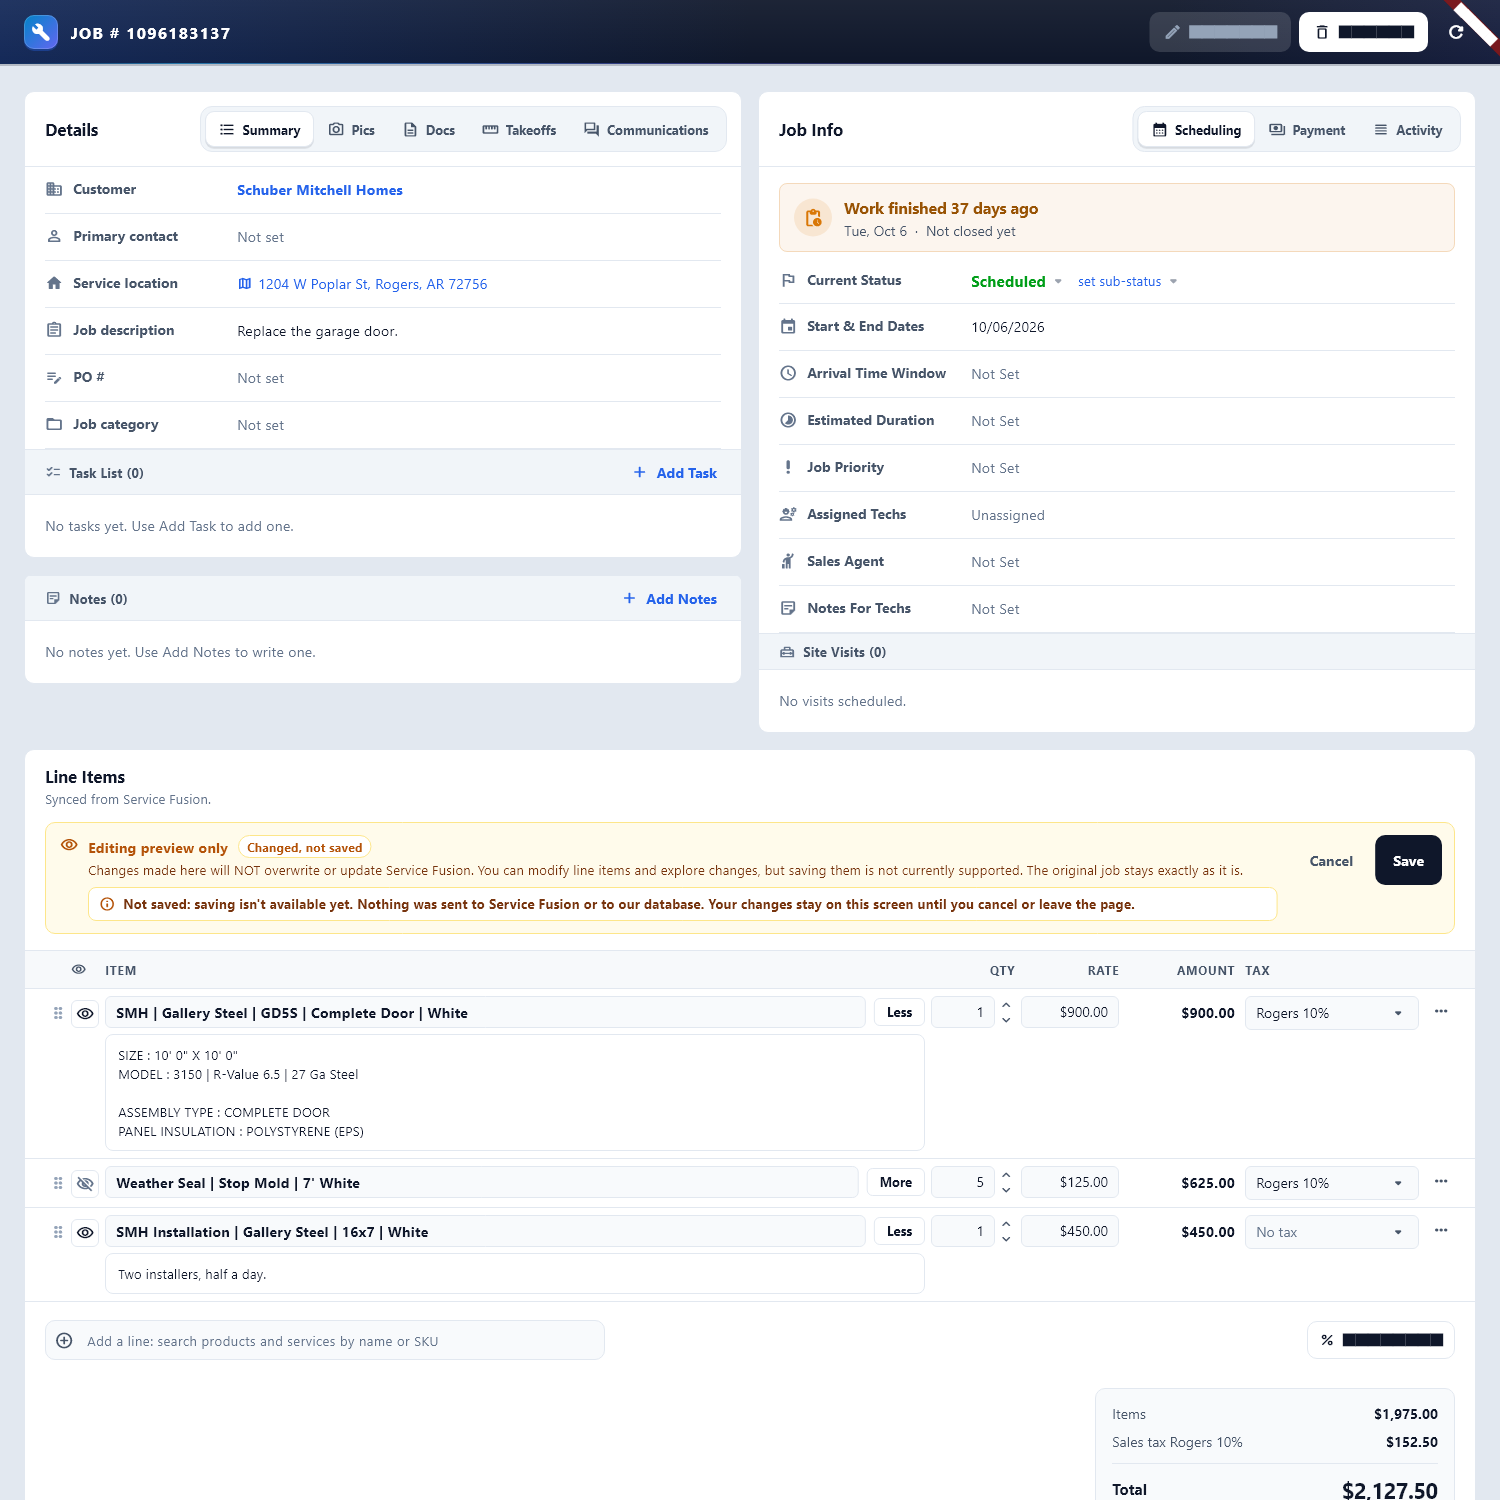 JOB # 1096183137
Details
Summary
Pics
Docs
Takeoffs
Communications
Customer
Schuber Mitchell Homes
Primary contact
Not set
Service location
1204 W Poplar St, Rogers, AR 72756
Job description
Replace the garage door.
PO #
Not set
Job category
Not set
Task List (0)
Add Task
No tasks yet. Use Add Task to add one.
Notes (0)
Add Notes
No notes yet. Use Add Notes to write one.
Job Info
Scheduling
Payment
Activity
Work finished 37 days ago
Tue, Oct 6 · Not closed yet
Current Status
Scheduled
set sub-status
Start & End Dates
10/06/2026
Arrival Time Window
Not Set
Estimated Duration
Not Set
Job Priority
Not Set
Assigned Techs
Unassigned
Sales Agent
Not Set
Notes For Techs
Not Set
Site Visits (0)
No visits scheduled.
Line Items
Synced from Service Fusion.
Editing preview only
Changed, not saved
Changes made here will NOT overwrite or update Service Fusion. You can modify line items and explore changes, but saving them is not currently supported. The original job stays exactly as it is.
Not saved: saving isn't available yet. Nothing was sent to Service Fusion or to our database. Your changes stay on this screen until you cancel or leave the page.
Cancel
Save
ITEM
QTY
RATE
AMOUNT
TAX
SMH | Gallery Steel | GD5S | Complete Door | White
Less
1
$900.00
$900.00
Rogers 10%
SIZE : 10' 0" X 10' 0"
MODEL : 3150 | R-Value 6.5 | 27 Ga Steel
ASSEMBLY TYPE : COMPLETE DOOR
PANEL INSULATION : POLYSTYRENE (EPS)
Weather Seal | Stop Mold | 7' White
More
5
$125.00
$625.00
Rogers 10%
SMH Installation | Gallery Steel | 16x7 | White
Less
1
$450.00
$450.00
No tax
Two installers, half a day.
Add a line: search products and services by name or SKU
%
Items
$1,975.00
Sales tax Rogers 10%
$152.50
Total
$2,127.50